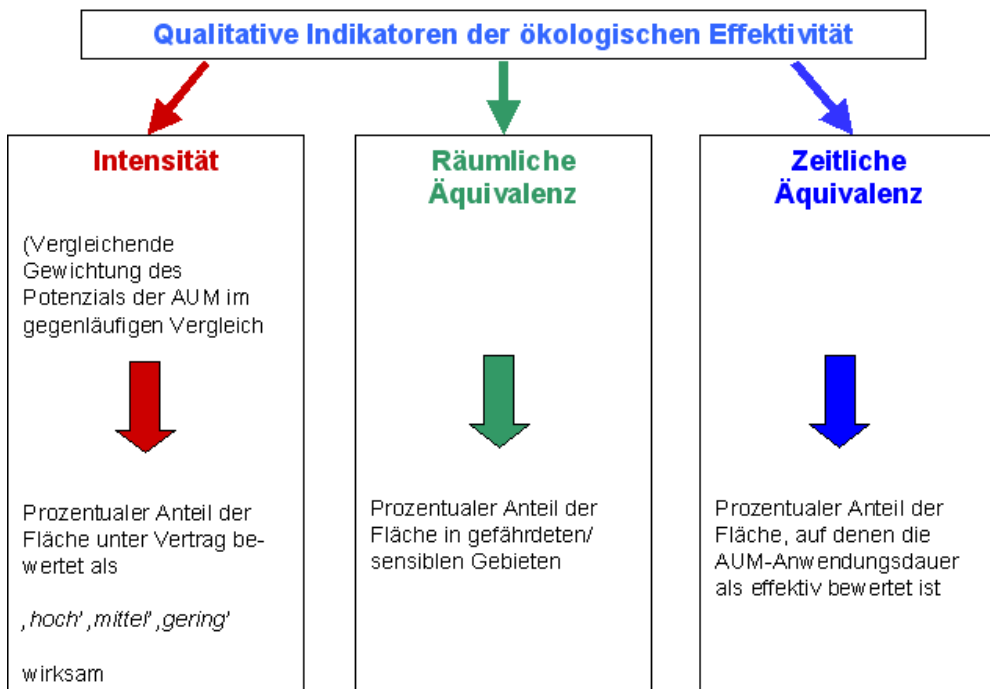 Qualitative Indikatoren der ökologischen Effektivität
Intensität
(Vergleichende
Gewichtung des
Potenzials der AUM im
gegenläufigen Vergleich
Prozentualer Anteil der
Fläche unter Vertrag be-
wertet als
‚hoch’ ‚mittel’ ‚gering’
wirksam
Räumliche
Äquivalenz
Prozentualer Anteil der
Fläche in gefährdeten/
sensiblen Gebieten
Zeitliche
Äquivalenz
Prozentualer Anteil der
Fläche, auf denen die
AUM-Anwendungsdauer
als effektiv bewertet ist